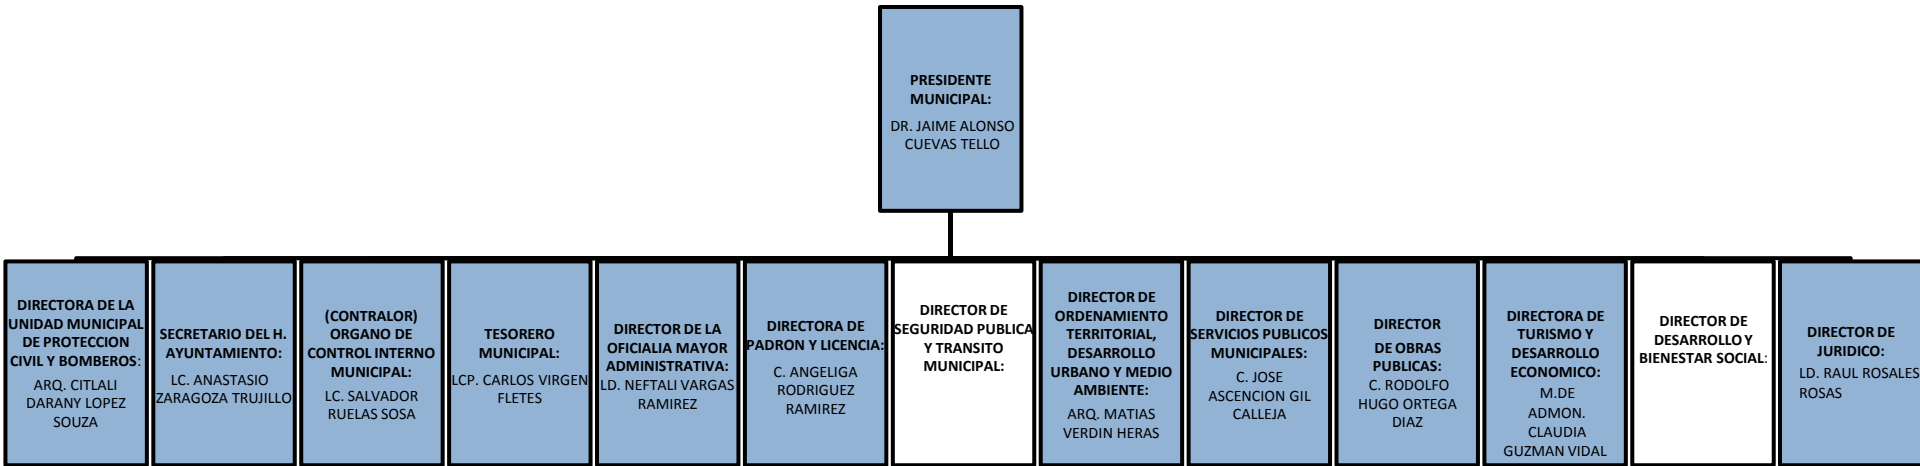 PRESIDENTE
MUNICIPAL:
DR. JAIME ALONSO
CUEVAS TELLO
DIRECTORA DE LA
UNIDAD MUNICIPAL
DE PROTECCION
CIVIL Y BOMBEROS:
ARQ. CITLALI
DARANY LOPEZ
SOUZA
SECRETARIO DEL H.
AYUNTAMIENTO:
LC. ANASTASIO
ZARAGOZA TRUJILLO
(CONTRALOR)
ORGANO DE
CONTROL INTERNO
MUNICIPAL:
LC. SALVADOR
RUELAS SOSA
TESORERO
MUNICIPAL:
LCP. CARLOS VIRGEN
FLETES
DIRECTOR DE LA
OFICIALIA MAYOR
ADMINISTRATIVA:
LD. NEFTALI VARGAS
RAMIREZ
DIRECTORA DE
PADRON Y LICENCIA:
C. ANGELIGA
RODRIGUEZ
RAMIREZ
DIRECTOR DE
SEGURIDAD PUBLICA
Y TRANSITO
MUNICIPAL:
DIRECTOR DE
ORDENAMIENTO
TERRITORIAL,
DESARROLLO
URBANO Y MEDIO
AMBIENTE:
ARQ. MATIAS
VERDIN HERAS
DIRECTOR DE
SERVICIOS PUBLICOS
MUNICIPALES:
C. JOSE
ASCENCION GIL
CALLEJA
DIRECTOR
DE OBRAS
PUBLICAS:
C. RODOLFO
HUGO ORTEGA
DIAZ
DIRECTORA DE
TURISMO Y
DESARROLLO
ECONOMICO:
M.DE
ADMON.
CLAUDIA
GUZMAN VIDAL
DIRECTOR DE
DESARROLLO Y
BIENESTAR SOCIAL:
DIRECTOR DE
JURIDICO:
LD. RAUL ROSALES
ROSAS